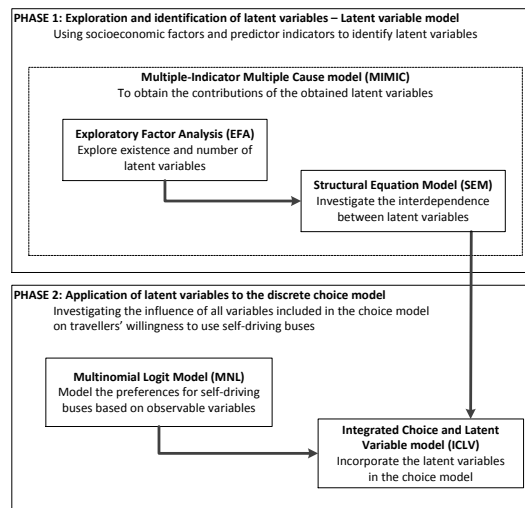 PHASE 1: Exploration and identification of latent variables – Latent variable model
Using socioeconomic factors and predictor indicators to identify latent variables
Multiple-Indicator Multiple Cause model (MIMIC)
To obtain the contributions of the obtained latent variables
Exploratory Factor Analysis (EFA)
Explore existence and number of
latent variables
Structural Equation Model (SEM)
Investigate the interdependence
between latent variables
PHASE 2: Application of latent variables to the discrete choice model
Investigating the influence of all variables included in the choice model
on travellers’ willingness to use self-driving buses
Multinomial Logit Model (MNL)
Model the preferences for self-driving
buses based on observable variables
Integrated Choice and Latent
Variable model (ICLV)
Incorporate the latent variables
in the choice model